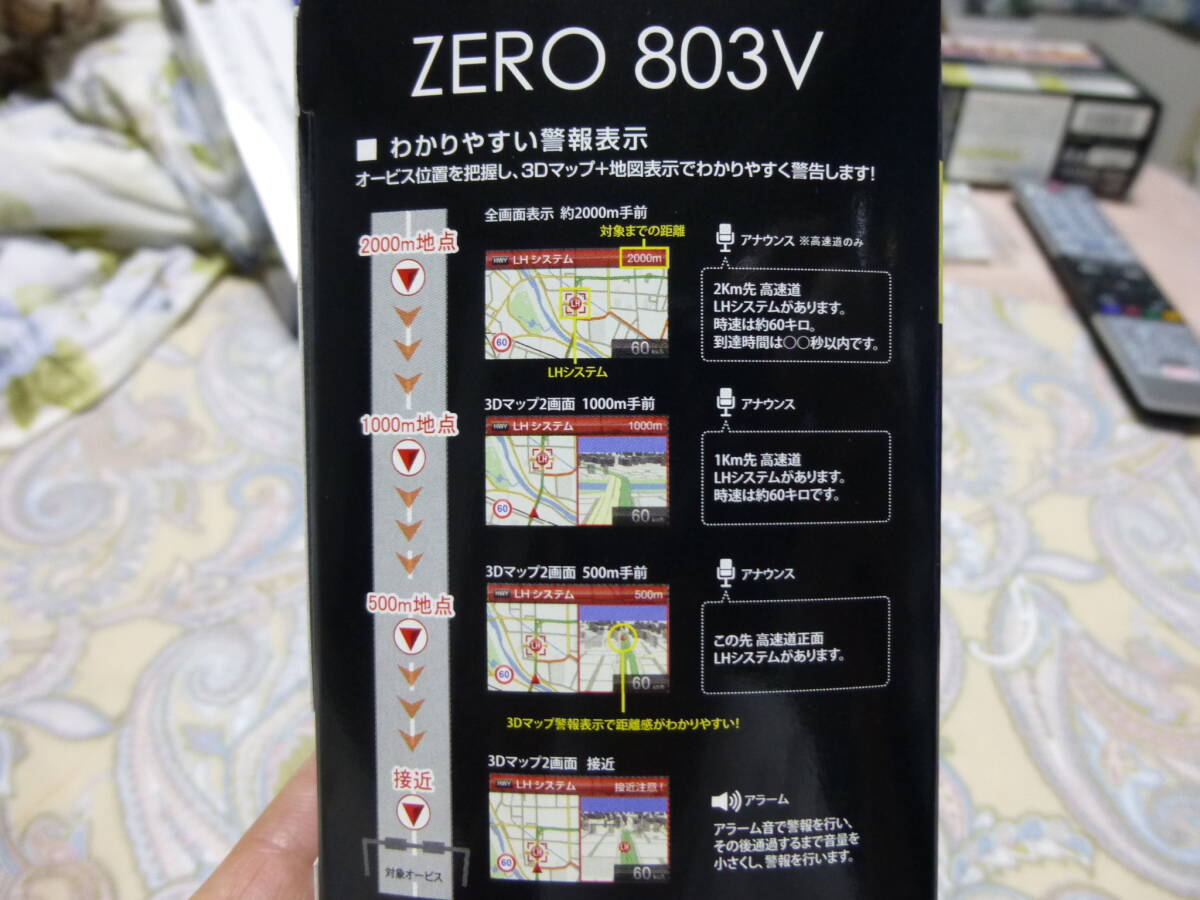 ZERO 803V
■ わかりやすい警報表示
オービス位置を把握し、3Dマップ+地図表示でわかりやすく警告します!
2000m地点
全画面表示 約2000m手前
対象までの距離
HWY LHシステム 2000m
LH
60
60
LHシステム
アナウンス ※高速道のみ
2Km先 高速道
LHシステムがあります。
時速は約60キロ。
到達時間は○○秒以内です。
1000m地点
3Dマップ2画面 1000m手前
HWY LHシステム 1000m
LH
60
60
アナウンス
1Km先 高速道
LHシステムがあります。
時速は約60キロです。
500m地点
3Dマップ2画面 500m手前
HWY LHシステム 500m
LH
60
60
3Dマップ警報表示で距離感がわかりやすい!
アナウンス
この先 高速道正面
LHシステムがあります。
接近
対象オービス
3Dマップ2画面 接近
HWY LHシステム 接近注意!
LH
LH
60
60
アラーム
アラーム音で警報を行い、
その後通過するまで音量を
小さくし、警報を行います。